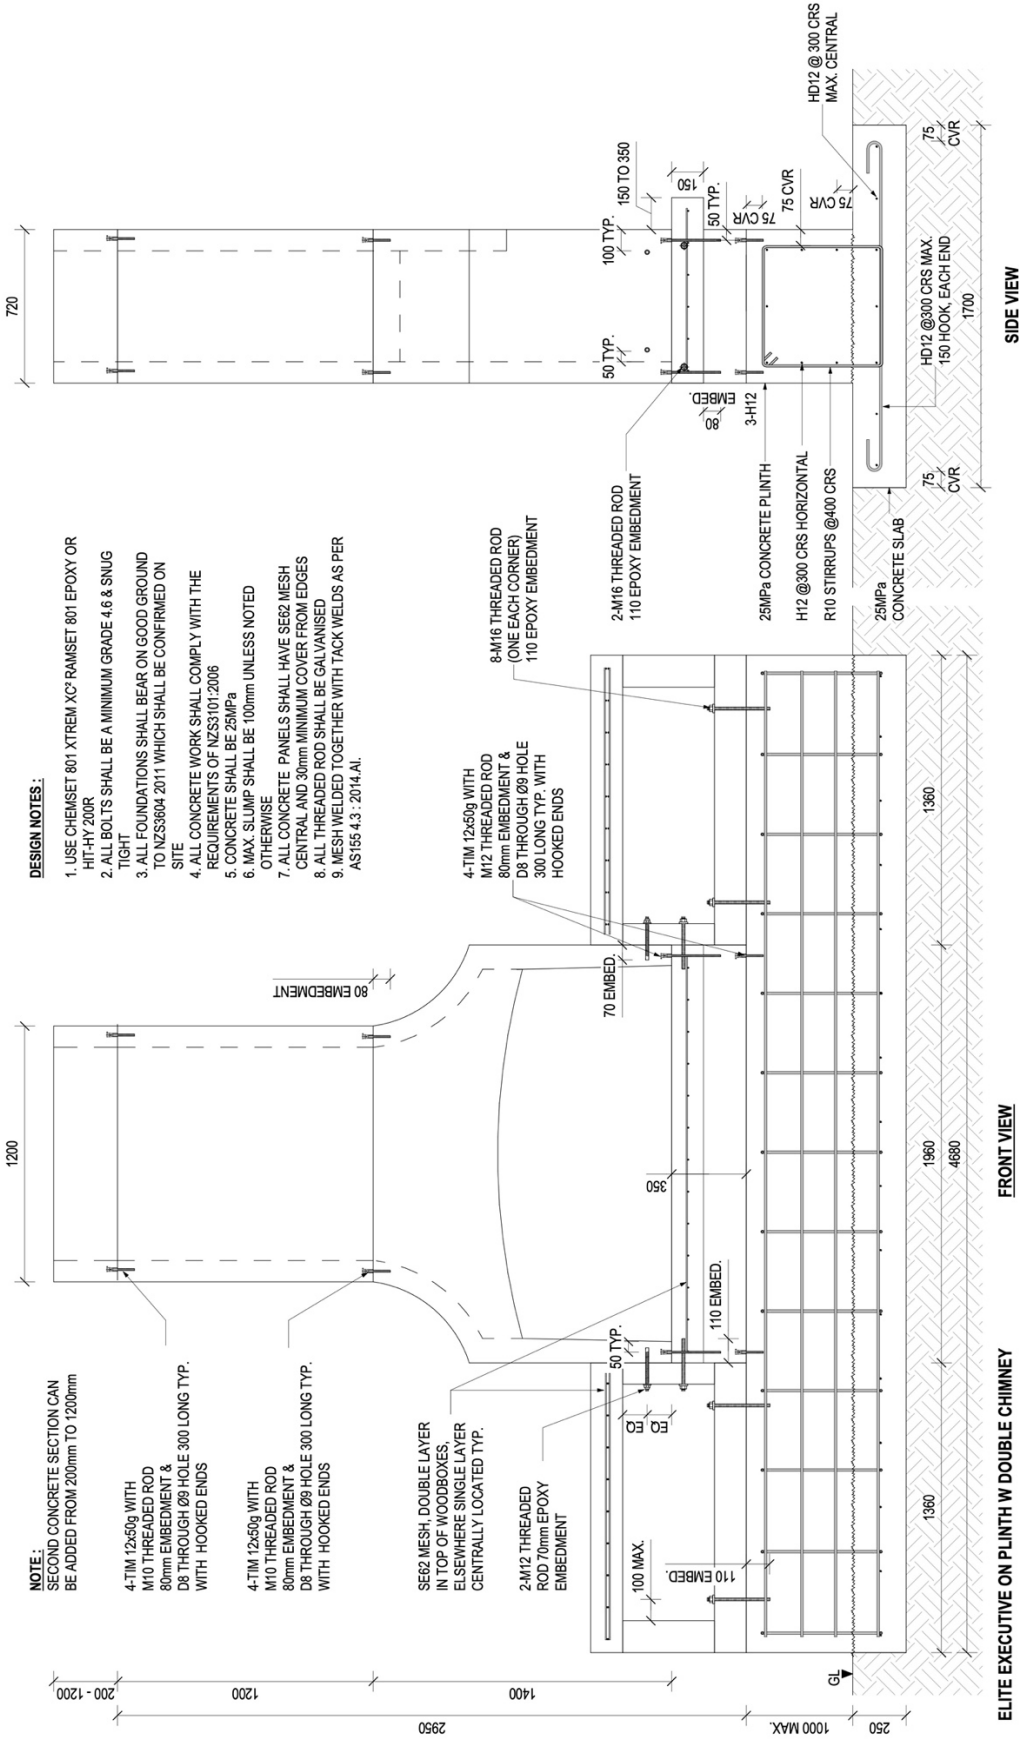 NOTE :
SECOND CONCRETE SECTION CAN
BE ADDED FROM 200mm TO 1200mm
4-TIM 12x50g WITH
M10 THREADED ROD
80mm EMBEDMENT &
D8 THROUGH Ø9 HOLE 300 LONG TYP.
WITH HOOKED ENDS
4-TIM 12x50g WITH
M10 THREADED ROD
80mm EMBEDMENT &
D8 THROUGH Ø9 HOLE 300 LONG TYP.
WITH HOOKED ENDS
SE62 MESH, DOUBLE LAYER
IN TOP OF WOODBOXES,
ELSEWHERE SINGLE LAYER
CENTRALLY LOCATED TYP.
2-M12 THREADED
ROD 70mm EPOXY
EMBEDMENT
100 MAX.
110 EMBED.
200 - 1200
1200
1400
2950
1000 MAX.
250
GL
1200
80 EMBEDMENT
EQ
EQ
50 TYP.
110 EMBED.
350
70 EMBED.
4-TIM 12x50g WITH
M12 THREADED ROD
80mm EMBEDMENT &
D8 THROUGH Ø9 HOLE
300 LONG TYP. WITH
HOOKED ENDS
8-M16 THREADED ROD
(ONE EACH CORNER)
110 EPOXY EMBEDMENT
1360
1960
1360
4680
DESIGN NOTES :
1. USE CHEMSET 801 XTREM XC² RAMSET 801 EPOXY OR
HIT-HY 200R
2. ALL BOLTS SHALL BE A MINIMUM GRADE 4.6 & SNUG
TIGHT
3. ALL FOUNDATIONS SHALL BEAR ON GOOD GROUND
TO NZS3604 2011 WHICH SHALL BE CONFIRMED ON
SITE
4. ALL CONCRETE WORK SHALL COMPLY WITH THE
REQUIREMENTS OF NZS3101:2006
5. CONCRETE SHALL BE 25MPa
6. MAX. SLUMP SHALL BE 100mm UNLESS NOTED
OTHERWISE
7. ALL CONCRETE PANELS SHALL HAVE SE62 MESH
CENTRAL AND 30mm MINIMUM COVER FROM EDGES
8. ALL THREADED ROD SHALL BE GALVANISED
9. MESH WELDED TOGETHER WITH TACK WELDS AS PER
AS155 4.3 : 2014.AI.
720
50 TYP.
100 TYP.
150 TO 350
150
50 TYP.
80
EMBED.
3-H12
75 CVR
75 CVR
75 CVR
2-M16 THREADED ROD
110 EPOXY EMBEDMENT
25MPa CONCRETE PLINTH
H12 @300 CRS HORIZONTAL
R10 STIRRUPS @400 CRS
25MPa
CONCRETE SLAB
HD12 @ 300 CRS
MAX. CENTRAL
75
CVR
HD12 @300 CRS MAX.
150 HOOK, EACH END
75
CVR
1700
ELITE EXECUTIVE ON PLINTH W DOUBLE CHIMNEY
FRONT VIEW
SIDE VIEW